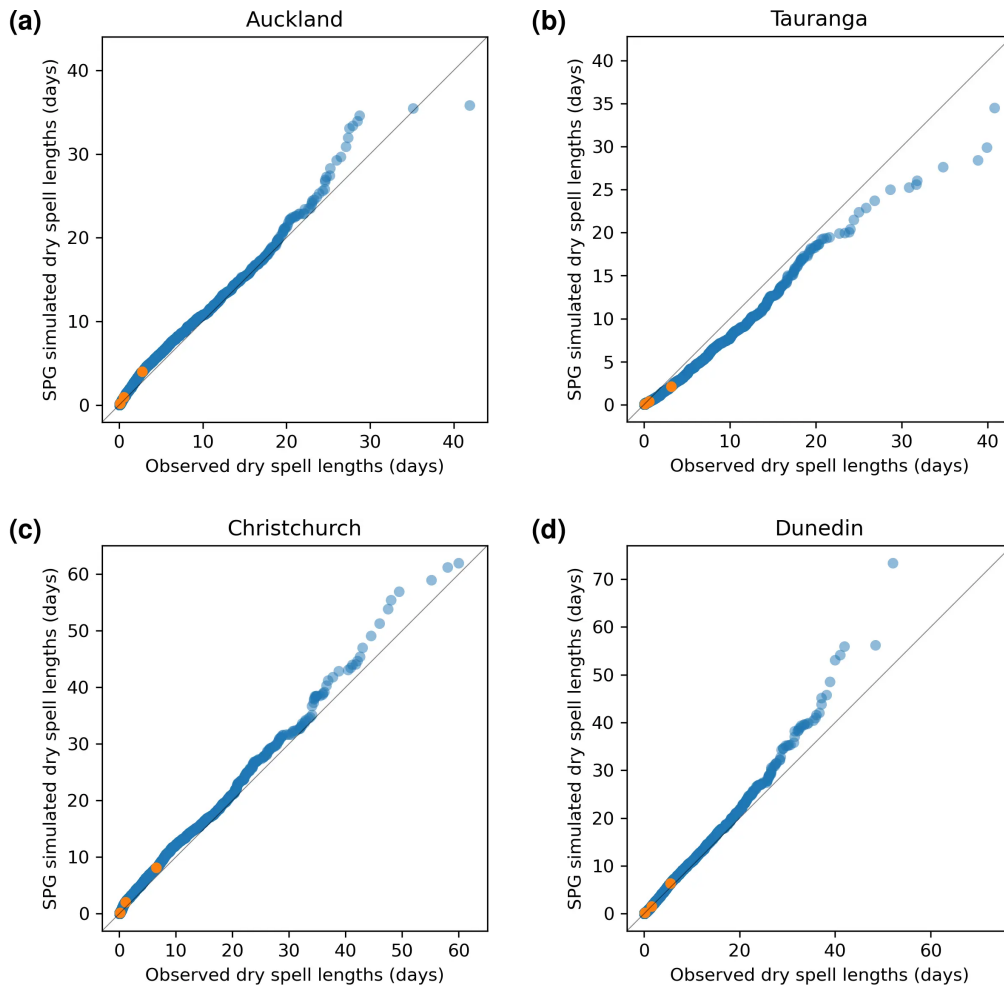 (a)
Auckland
SPG simulated dry spell lengths (days)
40
30
20
10
0
0 10 20 30 40
Observed dry spell lengths (days)
(b)
Tauranga
SPG simulated dry spell lengths (days)
40
35
30
25
20
15
10
5
0
0 10 20 30 40
Observed dry spell lengths (days)
(c)
Christchurch
SPG simulated dry spell lengths (days)
60
50
40
30
20
10
0
0 10 20 30 40 50 60
Observed dry spell lengths (days)
(d)
Dunedin
SPG simulated dry spell lengths (days)
70
60
50
40
30
20
10
0
0 20 40 60
Observed dry spell lengths (days)